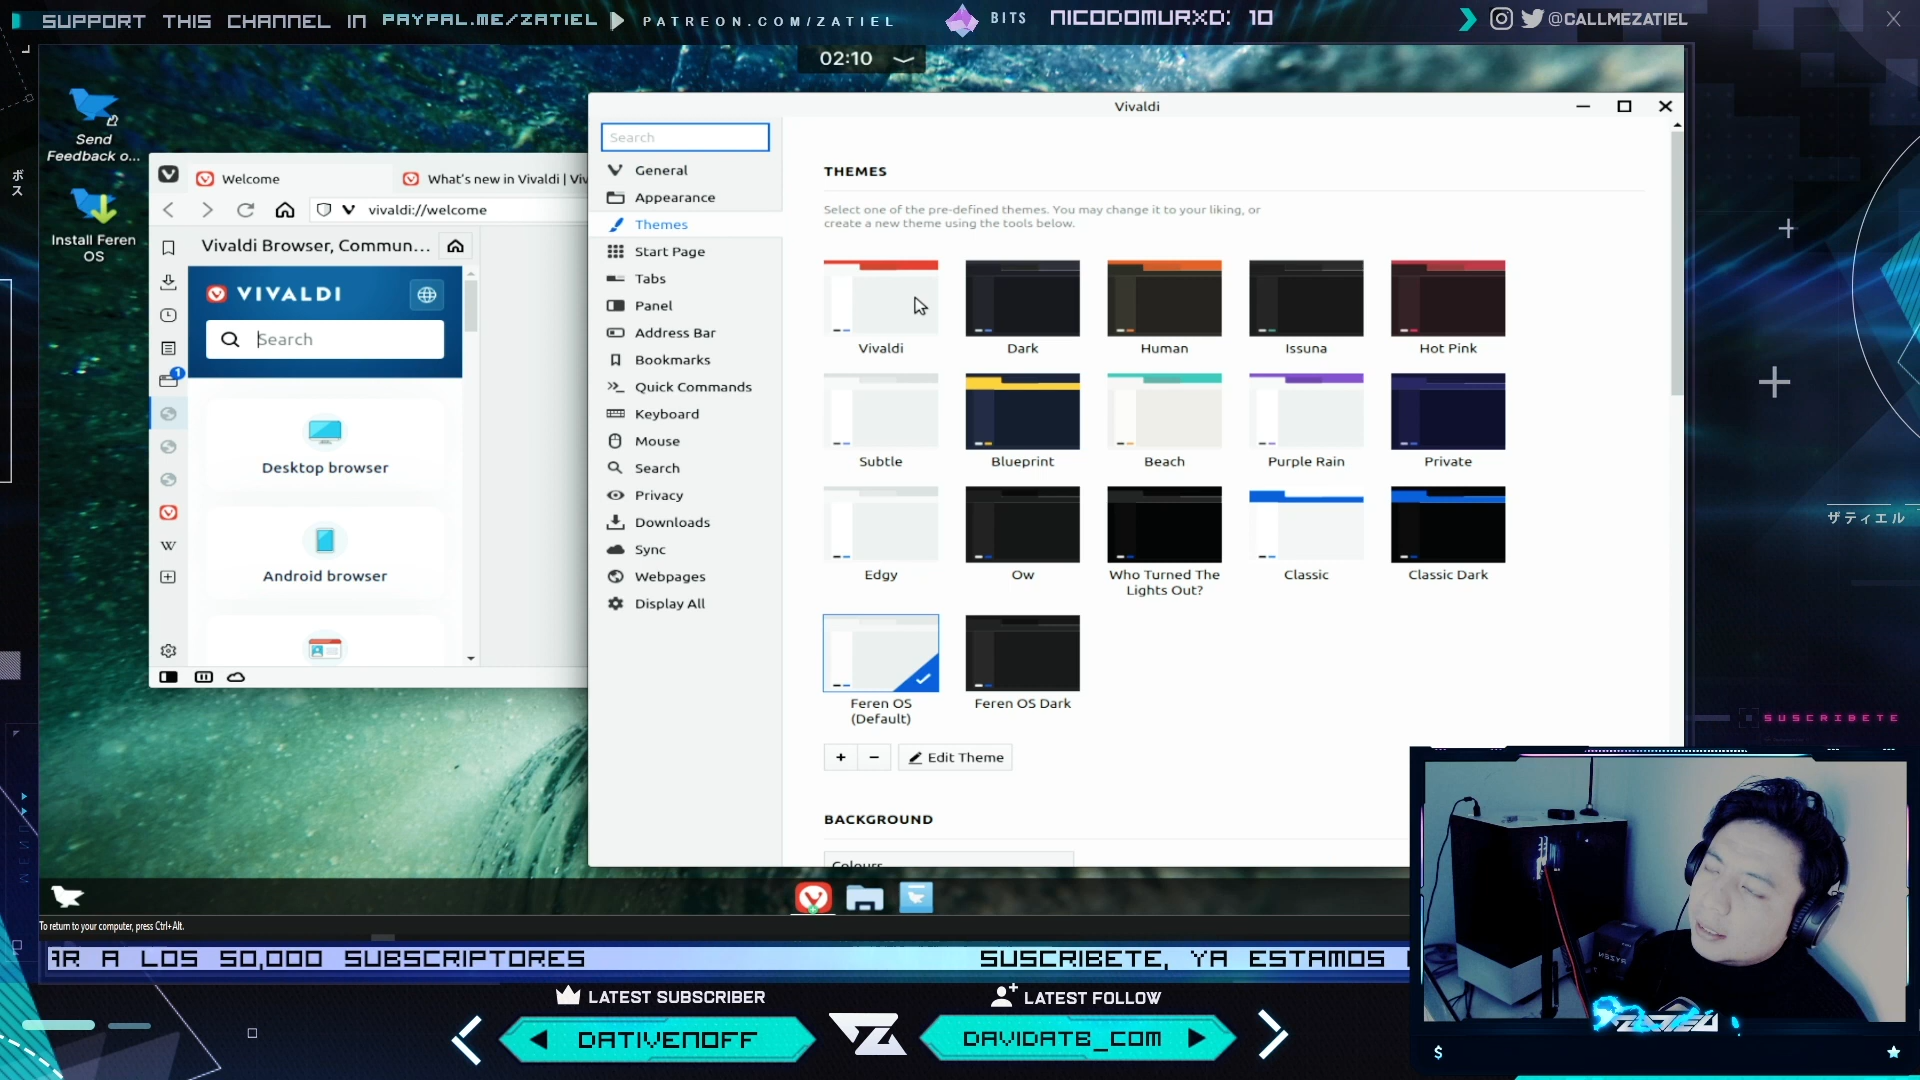 SUPPORT THIS CHANNEL IN PAYPAL.ME/ZATIEL PATREON.COM/ZATIEL BITS NICODOMURXD: 10 @CALLMEZATIEL
02:10
Send
Feedback o...
Install Feren
OS
ボス
Welcome
What's new in Vivaldi | Viv
vivaldi://welcome
Vivaldi Browser, Commun...
VIVALDI
Search
1
Desktop browser
Android browser
W
Vivaldi
Search
General
Appearance
Themes
Start Page
Tabs
Panel
Address Bar
Bookmarks
Quick Commands
Keyboard
Mouse
Search
Privacy
Downloads
Sync
Webpages
Display All
THEMES
Select one of the pre-defined themes. You may change it to your liking, or
create a new theme using the tools below.
Vivaldi Dark Human Issuna Hot Pink
Subtle Blueprint Beach Purple Rain Private
Edgy Ow Who Turned The Classic Classic Dark
Lights Out?
Feren OS Feren OS Dark
(Default)
+ - Edit Theme
BACKGROUND
Colours
ザティエル
SUSCRIBETE
To return to your computer, press Ctrl+Alt.
AR A LOS 50,000 SUBSCRIPTORES SUSCRIBETE, YA ESTAMOS
LATEST SUBSCRIBER LATEST FOLLOW
DATIVENOFF DAVIDATB_COM
RYZEN
$